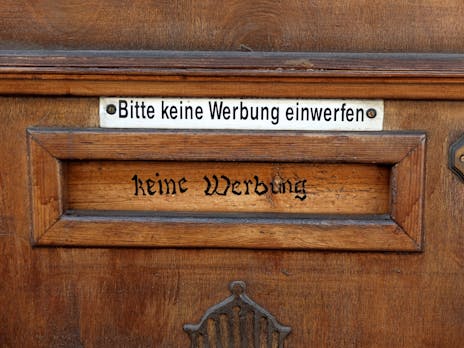 Bitte keine Werbung einwerfen
keine Werbung